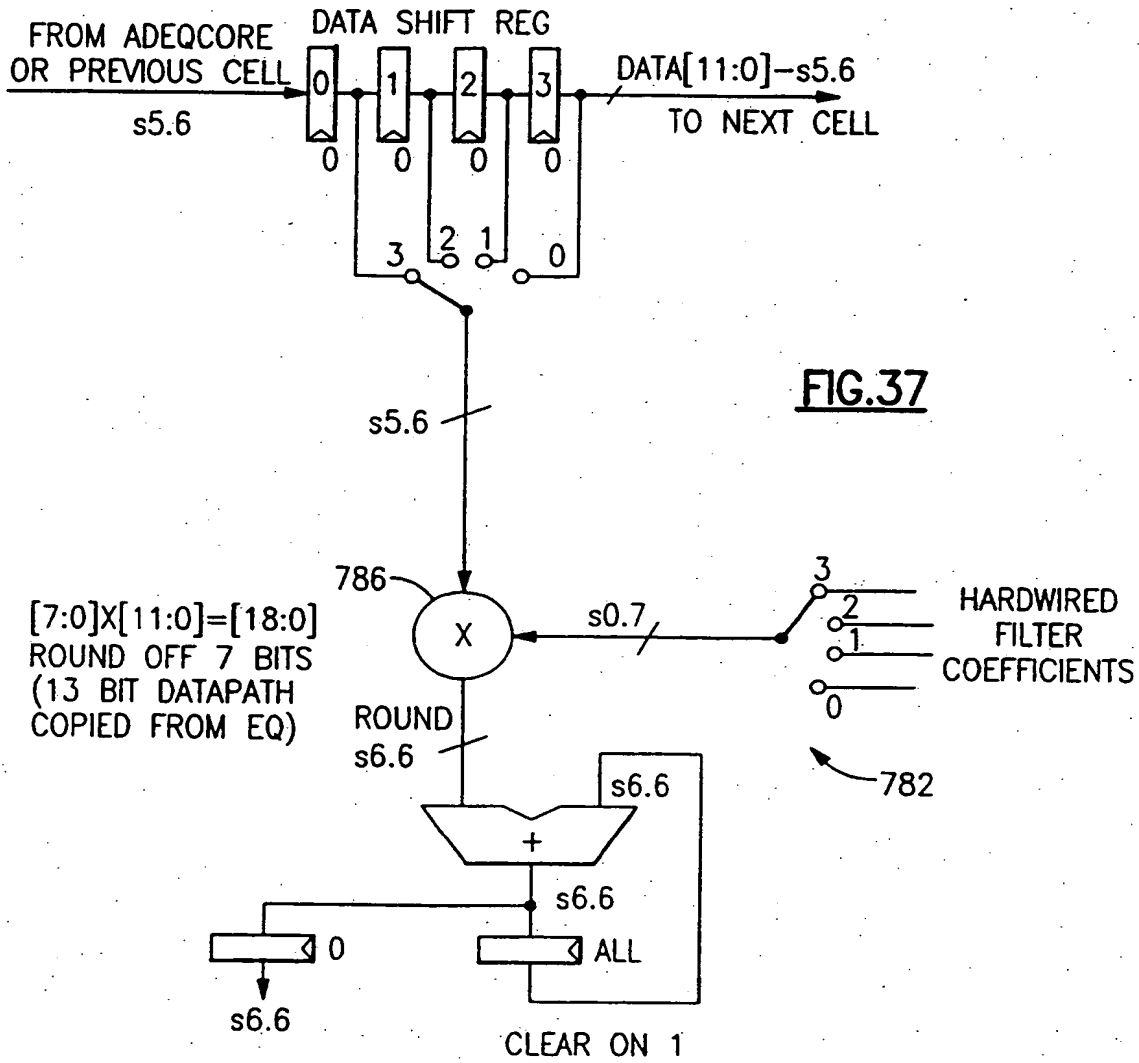 DATA SHIFT REG
FROM ADEQCORE
OR PREVIOUS CELL
s5.6
0
1
2
3
0
0
0
0
DATA[11:0]-s5.6
TO NEXT CELL
3
2
1
0
FIG.37
s5.6
786
X
s0.7
3
2
1
0
HARDWIRED
FILTER
COEFFICIENTS
782
[7:0]X[11:0]=[18:0]
ROUND OFF 7 BITS
(13 BIT DATAPATH
COPIED FROM EQ)
ROUND
s6.6
s6.6
+
s6.6
0
ALL
s6.6
CLEAR ON 1